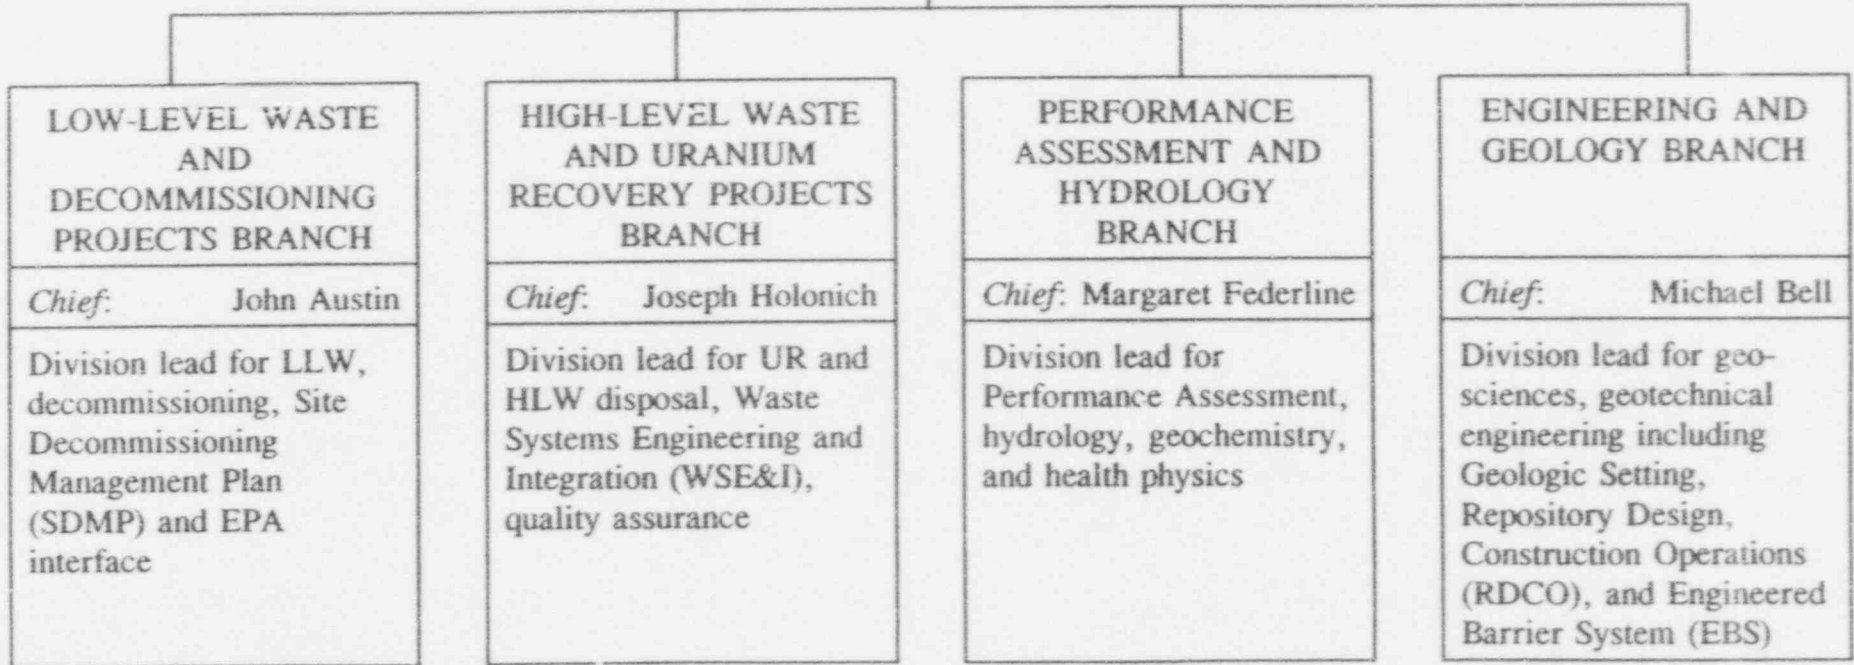 LOW-LEVEL WASTE
AND
DECOMMISSIONING
PROJECTS BRANCH
Chief: John Austin
Division lead for LLW,
decommissioning, Site
Decommissioning
Management Plan
(SDMP) and EPA
interface
HIGH-LEVEL WASTE
AND URANIUM
RECOVERY PROJECTS
BRANCH
Chief: Joseph Holonich
Division lead for UR and
HLW disposal, Waste
Systems Engineering and
Integration (WSE&I),
quality assurance
PERFORMANCE
ASSESSMENT AND
HYDROLOGY
BRANCH
Chief: Margaret Federline
Division lead for
Performance Assessment,
hydrology, geochemistry,
and health physics
ENGINEERING AND
GEOLOGY BRANCH
Chief: Michael Bell
Division lead for geo-
sciences, geotechnical
engineering including
Geologic Setting,
Repository Design,
Construction Operations
(RDCO), and Engineered
Barrier System (EBS)